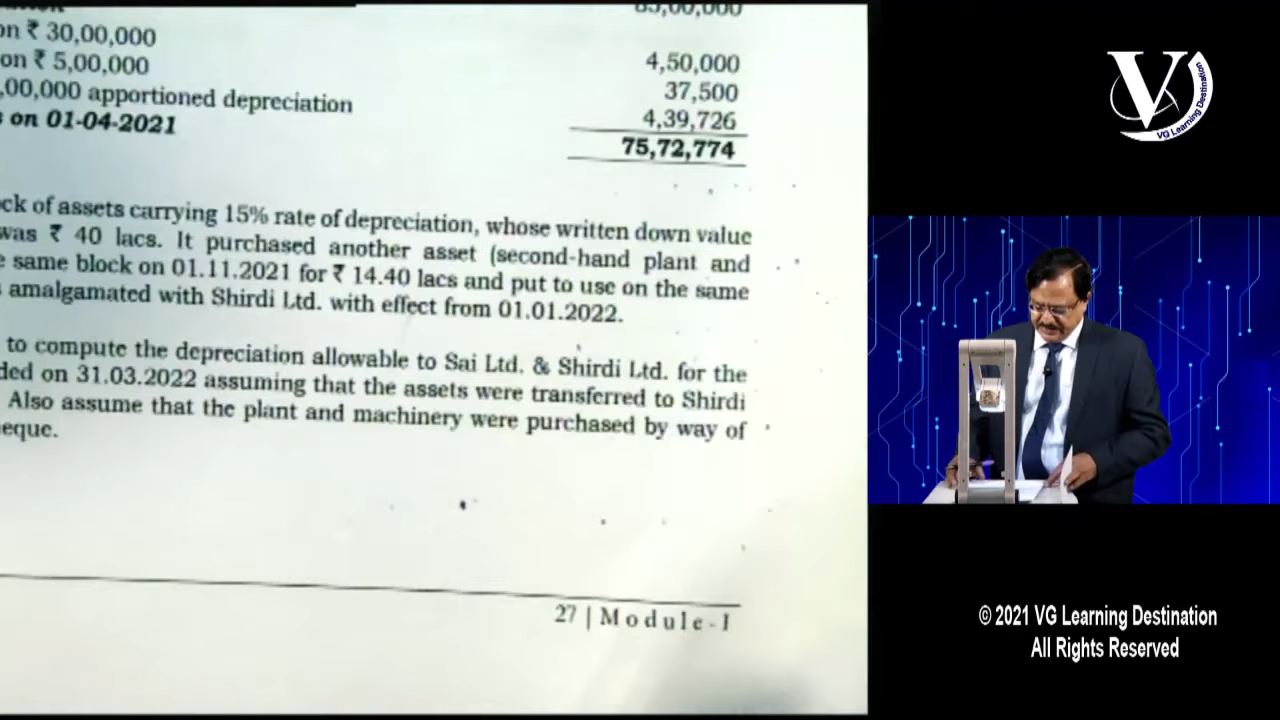 on ₹ 30,00,000
on ₹ 5,00,000 4,50,000
,00,000 apportioned depreciation 37,500
s on 01-04-2021 4,39,726
75,72,774
ck of assets carrying 15% rate of depreciation, whose written down value
was ₹ 40 lacs. It purchased another asset (second-hand plant and
e same block on 01.11.2021 for ₹ 14.40 lacs and put to use on the same
s amalgamated with Shirdi Ltd. with effect from 01.01.2022.
to compute the depreciation allowable to Sai Ltd. & Shirdi Ltd. for the
ded on 31.03.2022 assuming that the assets were transferred to Shirdi
Also assume that the plant and machinery were purchased by way of
eque.
27 | Module - I
V
VG Learning Destination
© 2021 VG Learning Destination
All Rights Reserved